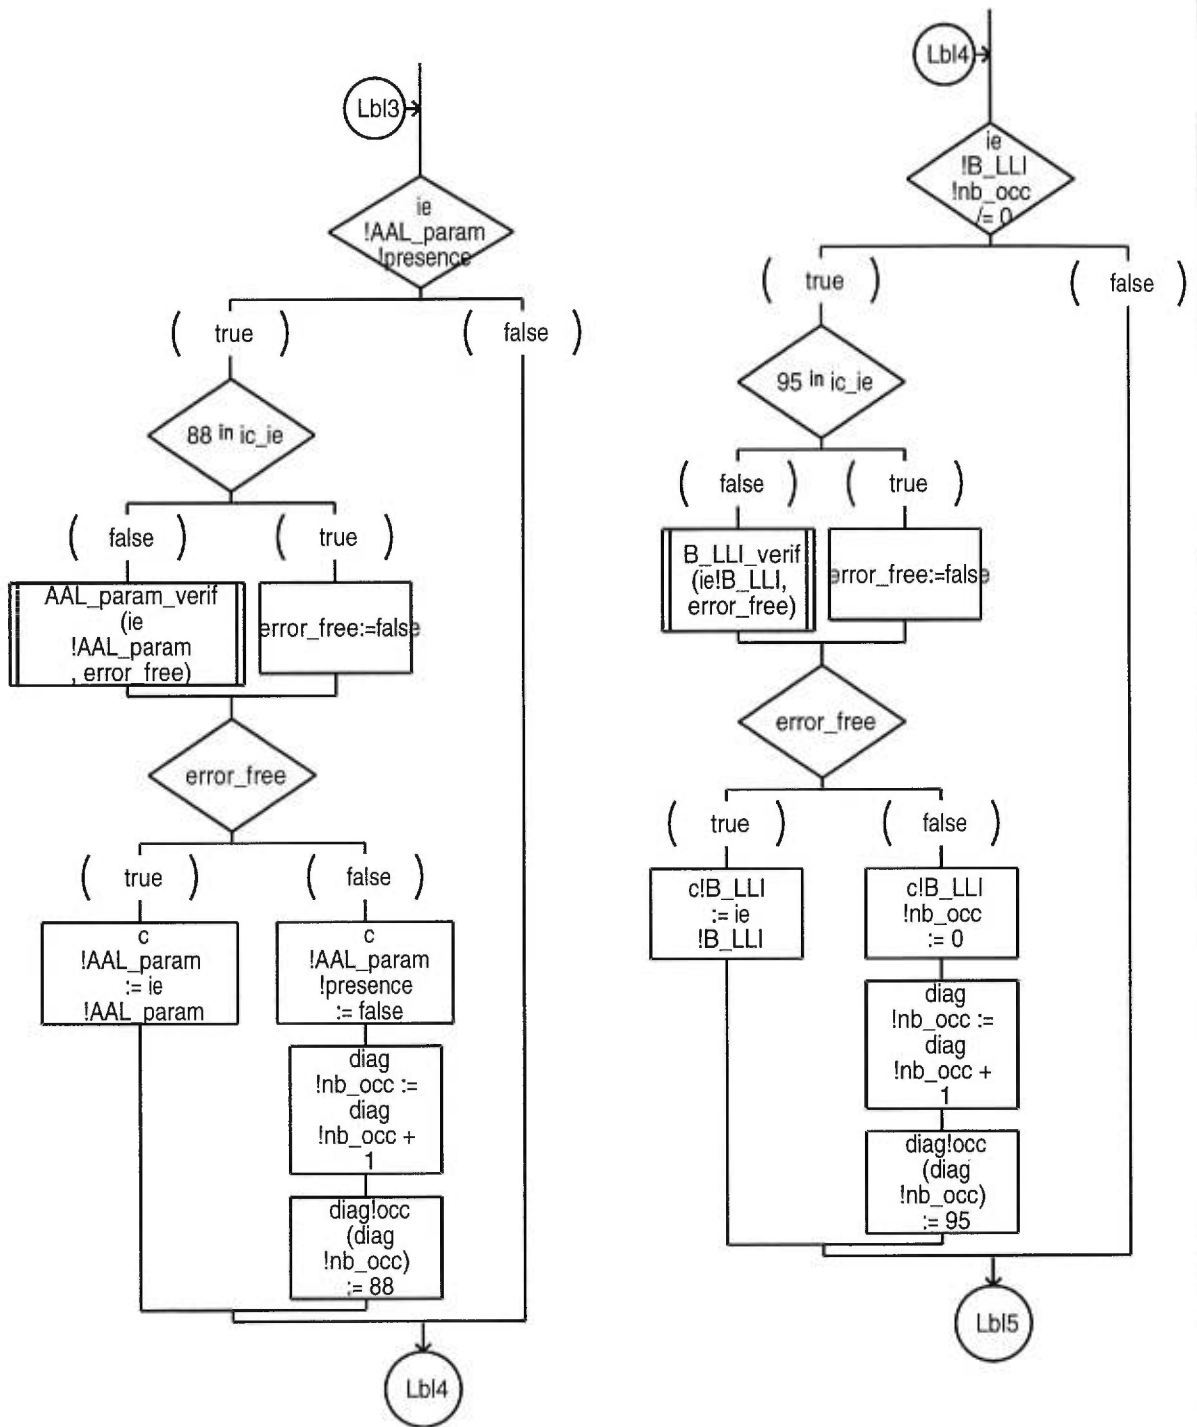 Lbl3
ie
!AAL_param
!presence
( true )
( false )
88 in ic_ie
( false )
( true )
AAL_param_verif
(ie
!AAL_param
, error_free)
error_free:=false
error_free
( true )
( false )
c
!AAL_param
:= ie
!AAL_param
c
!AAL_param
!presence
:= false
diag
!nb_occ :=
diag
!nb_occ +
1
diag!occ
(diag
!nb_occ)
:= 88
Lbl4
Lbl4
ie
!B_LLI
!nb_occ
/= 0
( true )
( false )
95 in ic_ie
( false )
( true )
B_LLI_verif
(ie!B_LLI,
error_free)
error_free:=false
error_free
( true )
( false )
c!B_LLI
:= ie
!B_LLI
c!B_LLI
!nb_occ
:= 0
diag
!nb_occ :=
diag
!nb_occ +
1
diag!occ
(diag
!nb_occ)
:= 95
Lbl5